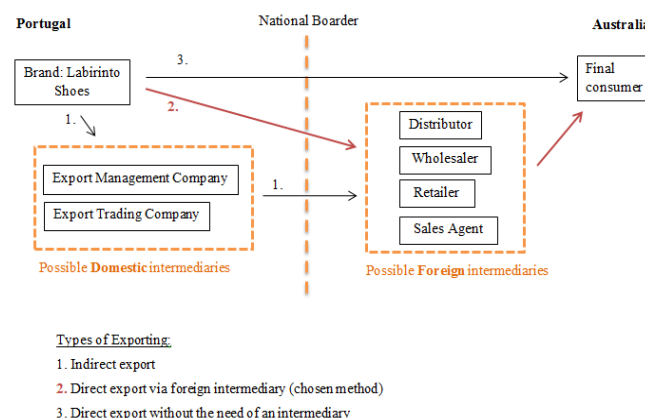 Portugal
National Boarder
Australia
Brand: Labirinto
Shoes
3.
Final
consumer
1.
2.
Distributor
Wholesaler
Retailer
Sales Agent
Export Management Company
Export Trading Company
1.
Possible Domestic intermediaries
Possible Foreign intermediaries
Types of Exporting:
1. Indirect export
2. Direct export via foreign intermediary (chosen method)
3. Direct export without the need of an intermediary